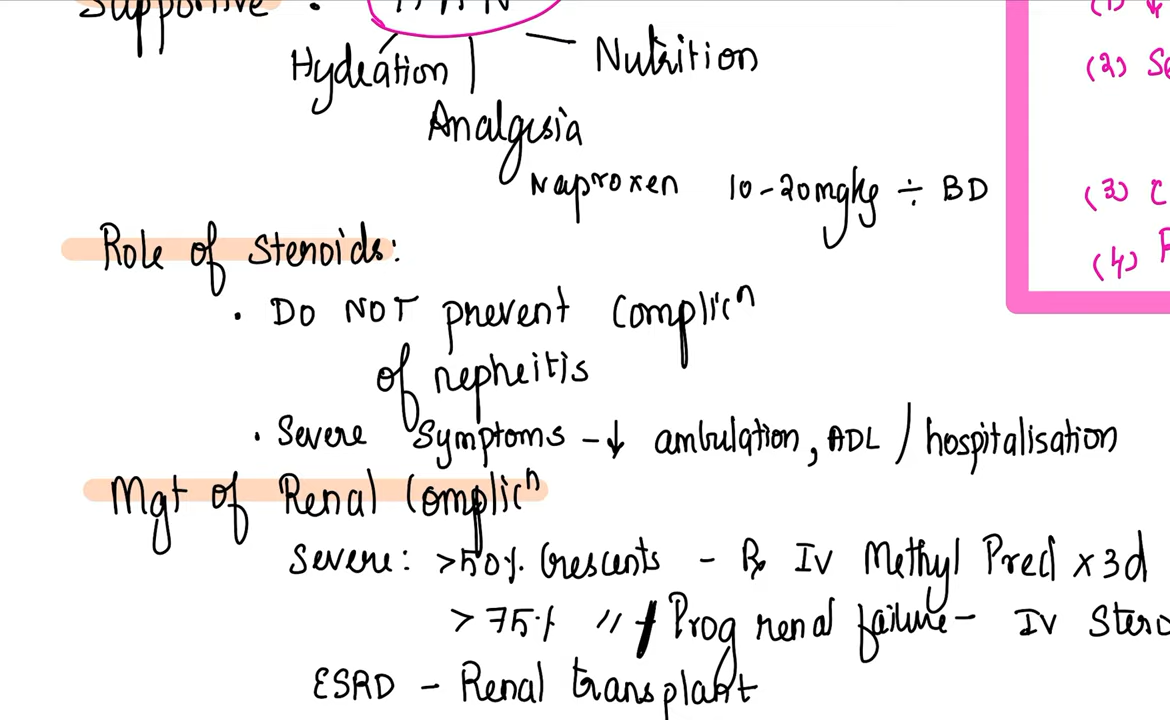 Supportive :
Hydration
Nutrition
Analgesia
Naproxen 10-20mg/kg ÷ BD
(2)
(3)
(4)
Role of Steroids:
· Do NOT prevent Complicⁿ
of nephritis
· Severe Symptoms - ↓ ambulation, ADL / hospitalisation
Mgt of Renal Complicⁿ
Severe: >50% Crescents - Rx IV Methyl Pred x 3d
> 75% " / Prog renal failure - IV
ESRD - Renal transplant